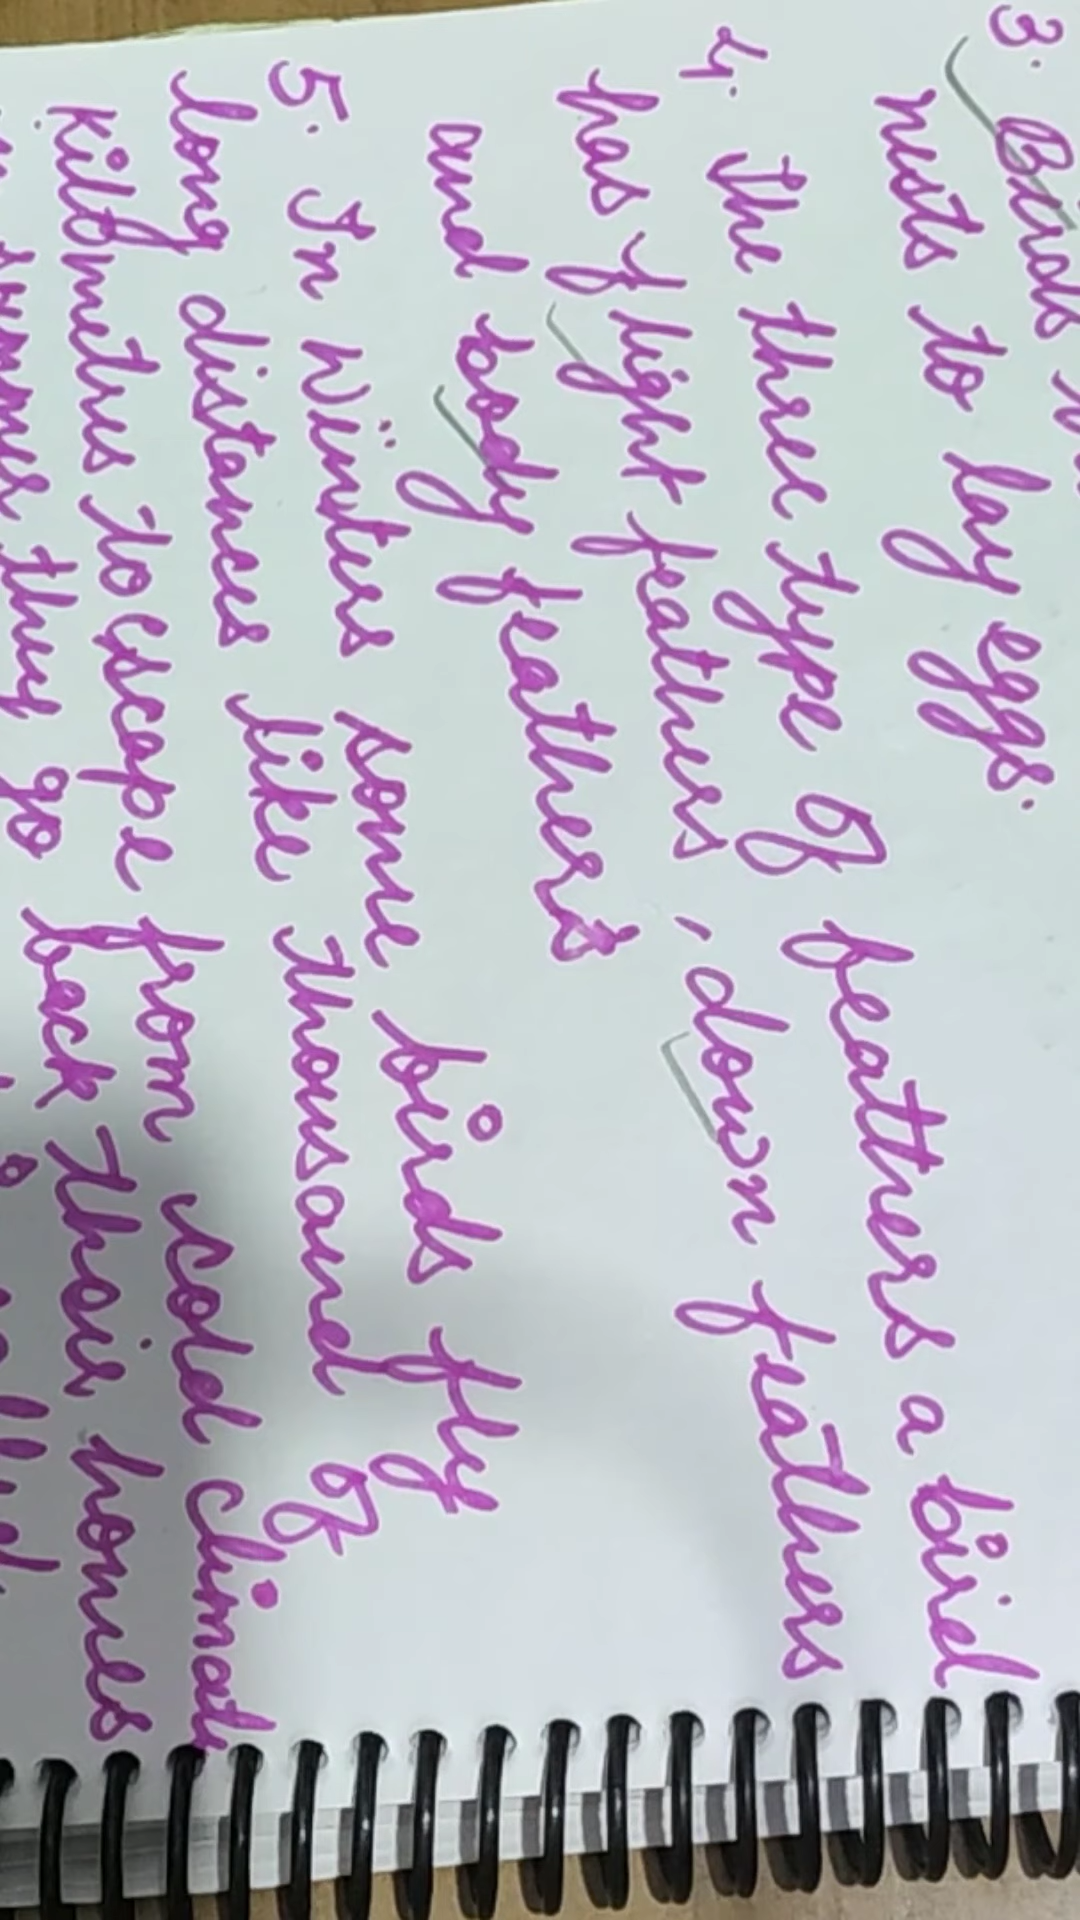 3. Birds
nests to lay eggs.
4. The three type of feathers a bird
has flight feathers, down feathers
and body feathers
5. In winters some birds fly
long distances like thousand of
kilometres to escape from cold climate
they go back their homes